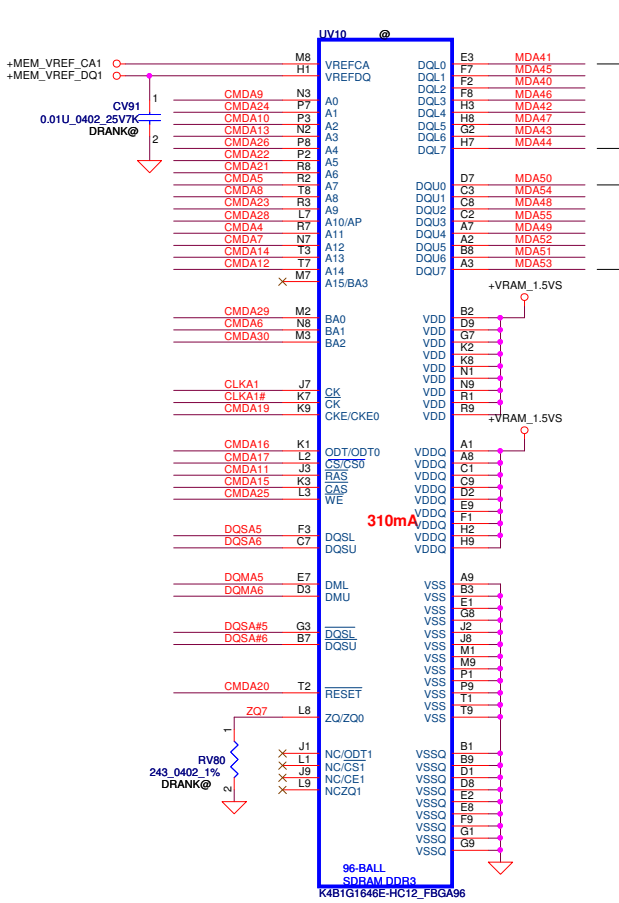 UV10 @
+MEM_VREF_CA1 M8 VREFCA
+MEM_VREF_DQ1 H1 VREFDQ
1
CV91
0.01U_0402_25V7K
DRANK@
2
CMDA9 N3 A0
CMDA24 P7 A1
CMDA10 P3 A2
CMDA13 N2 A3
CMDA26 P8 A4
CMDA22 P2 A5
CMDA21 R8 A6
CMDA5 R2 A7
CMDA8 T8 A8
CMDA23 R3 A9
CMDA28 L7 A10/AP
CMDA4 R7 A11
CMDA7 N7 A12
CMDA14 T3 A13
CMDA12 T7 A14
M7 A15/BA3
CMDA29 M2 BA0
CMDA6 N8 BA1
CMDA30 M3 BA2
CLKA1 J7 CK
CLKA1# K7 CK
CMDA19 K9 CKE/CKE0
CMDA16 K1 ODT/ODT0
CMDA17 L2 CS/CS0
CMDA11 J3 RAS
CMDA15 K3 CAS
CMDA25 L3 WE
310mA
DQSA5 F3 DQSL
DQSA6 C7 DQSU
DQMA5 E7 DML
DQMA6 D3 DMU
DQSA#5 G3 DQSL
DQSA#6 B7 DQSU
CMDA20 T2 RESET
ZQ7 L8 ZQ/ZQ0
1
RV80
243_0402_1%
DRANK@
2
J1 NC/ODT1
L1 NC/CS1
J9 NC/CE1
L9 NCZQ1
DQL0 E3 MDA41
DQL1 F7 MDA45
DQL2 F2 MDA40
DQL3 F8 MDA46
DQL4 H3 MDA42
DQL5 H8 MDA47
DQL6 G2 MDA43
DQL7 H7 MDA44
DQU0 D7 MDA50
DQU1 C3 MDA54
DQU2 C8 MDA48
DQU3 C2 MDA55
DQU4 A7 MDA49
DQU5 A2 MDA52
DQU6 B8 MDA51
DQU7 A3 MDA53
+VRAM_1.5VS
VDD B2
VDD D9
VDD G7
VDD K2
VDD K8
VDD N1
VDD N9
VDD R1
VDD R9
+VRAM_1.5VS
VDDQ A1
VDDQ A8
VDDQ C1
VDDQ C9
VDDQ D2
VDDQ E9
VDDQ F1
VDDQ H2
VDDQ H9
VSS A9
VSS B3
VSS E1
VSS G8
VSS J2
VSS J8
VSS M1
VSS M9
VSS P1
VSS P9
VSS T1
VSS T9
VSSQ B1
VSSQ B9
VSSQ D1
VSSQ D8
VSSQ E2
VSSQ E8
VSSQ F9
VSSQ G1
VSSQ G9
96-BALL
SDRAM DDR3
K4B1G1646E-HC12_FBGA96